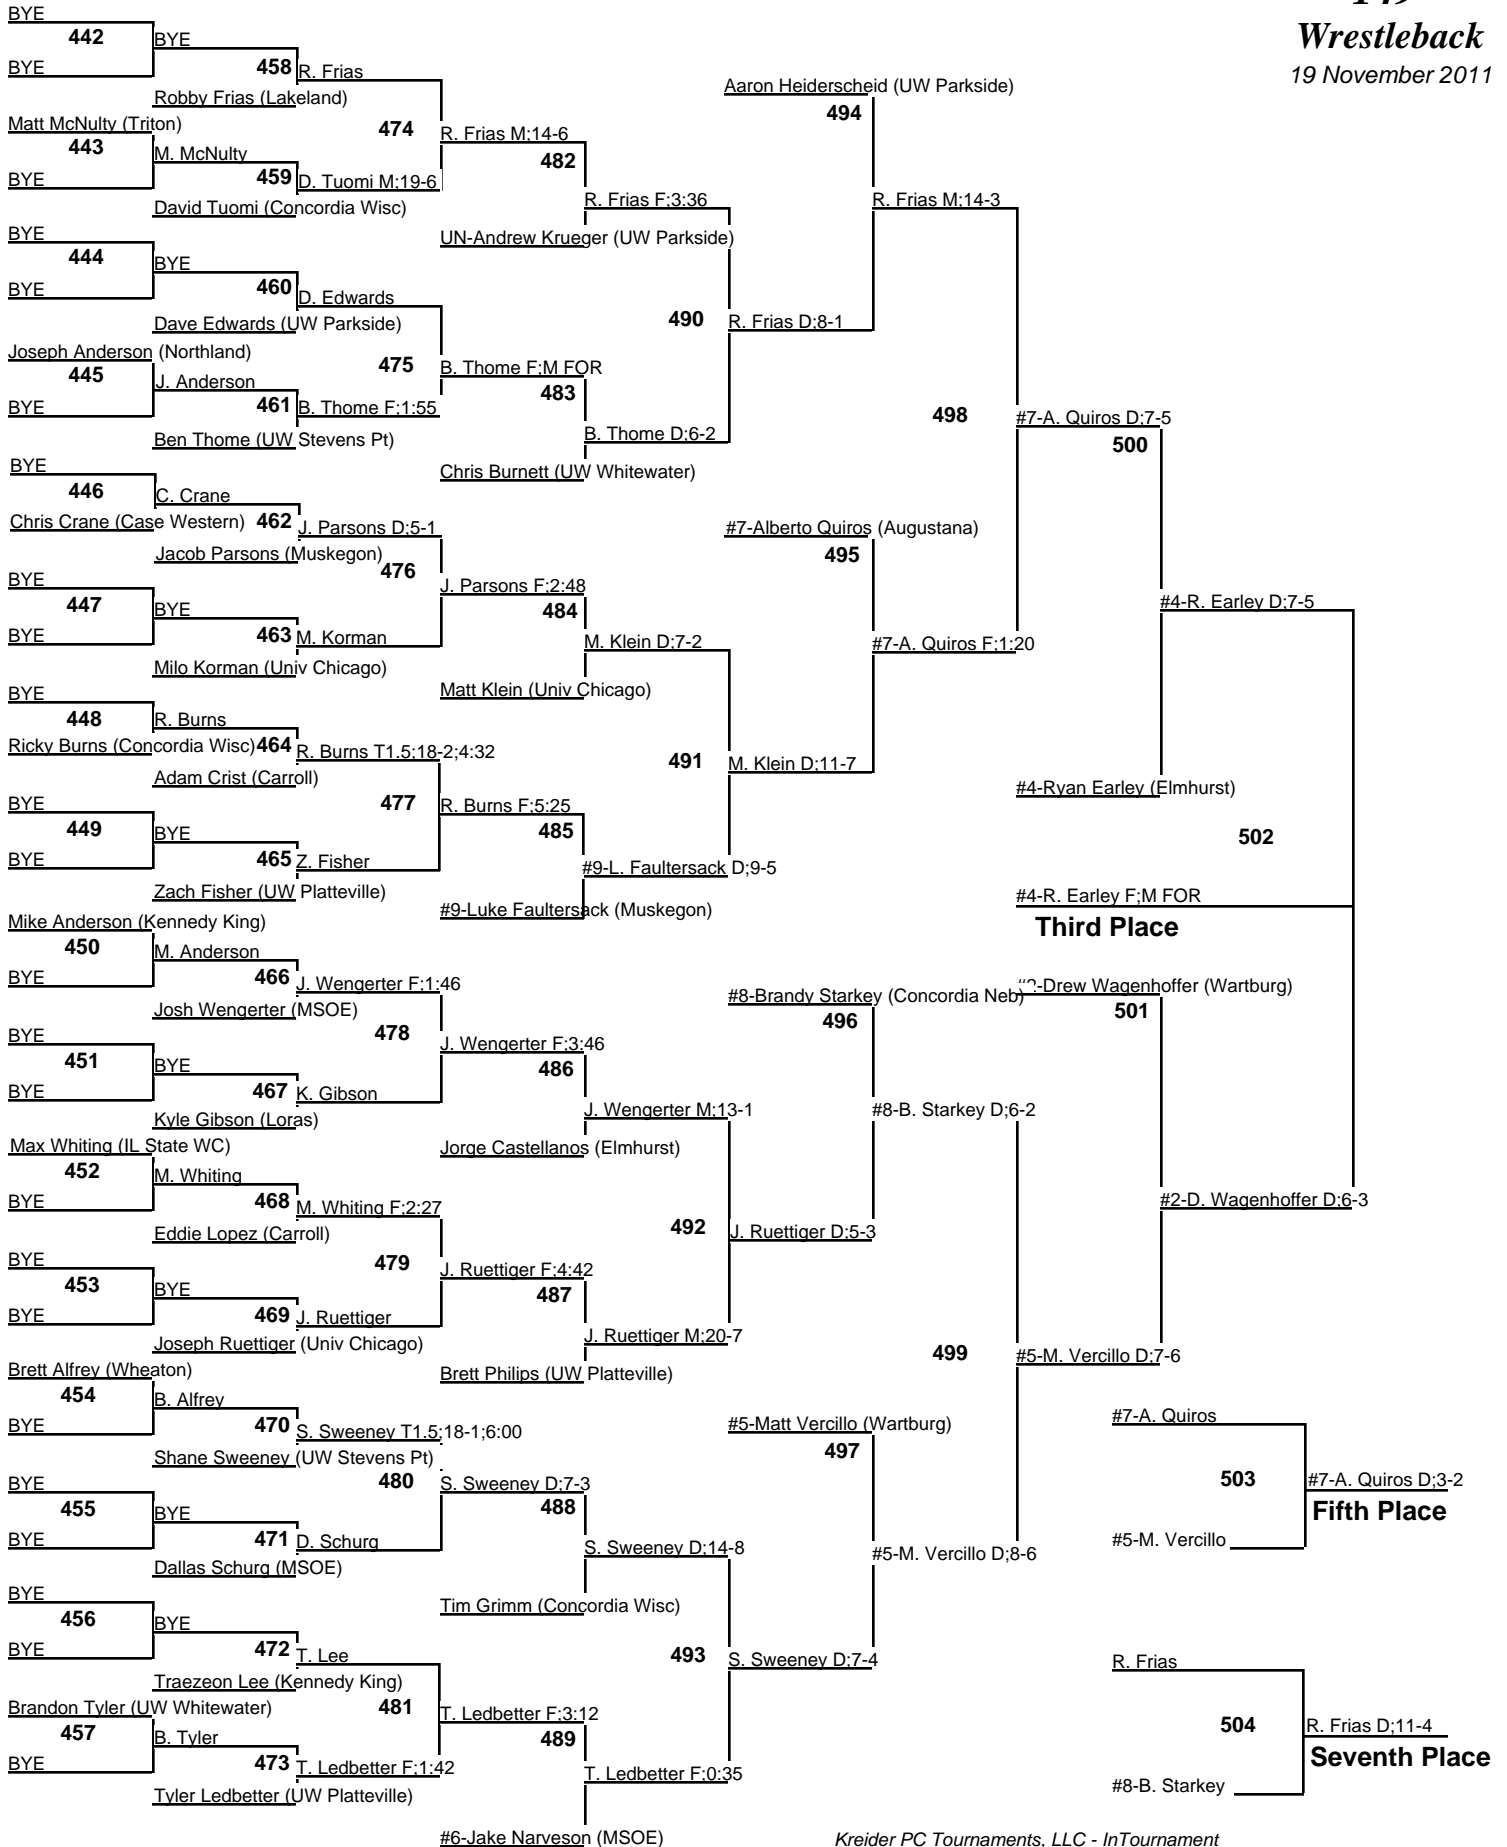 Wrestleback
19 November 2011
BYE
442
BYE
BYE
458
R. Frias
Robby Frias (Lakeland)
Matt McNulty (Triton)
443
M. McNulty
BYE
459
D. Tuomi M;19-6
David Tuomi (Concordia Wisc)
474
R. Frias M;14-6
482
R. Frias F;3:36
UN-Andrew Krueger (UW Parkside)
BYE
444
BYE
BYE
460
D. Edwards
Dave Edwards (UW Parkside)
Joseph Anderson (Northland)
445
J. Anderson
BYE
461
B. Thome F;1:55
Ben Thome (UW Stevens Pt)
475
B. Thome F;M FOR
483
B. Thome D;6-2
Chris Burnett (UW Whitewater)
490
R. Frias D;8-1
Aaron Heiderscheid (UW Parkside)
494
R. Frias M;14-3
BYE
446
C. Crane
Chris Crane (Case Western)
462
J. Parsons D;5-1
Jacob Parsons (Muskegon)
476
BYE
447
BYE
BYE
463
M. Korman
Milo Korman (Univ Chicago)
J. Parsons F;2:48
484
M. Klein D;7-2
Matt Klein (Univ Chicago)
BYE
448
R. Burns
Ricky Burns (Concordia Wisc)
464
R. Burns T1.5;18-2;4:32
Adam Crist (Carroll)
477
BYE
449
BYE
BYE
465
Z. Fisher
Zach Fisher (UW Platteville)
R. Burns F;5:25
485
#9-L. Faultersack D;9-5
#9-Luke Faultersack (Muskegon)
491
M. Klein D;11-7
#7-Alberto Quiros (Augustana)
495
#7-A. Quiros F;1:20
498
#7-A. Quiros D;7-5
500
#4-R. Earley D;7-5
#4-Ryan Earley (Elmhurst)
502
#4-R. Earley F;M FOR
Third Place
Mike Anderson (Kennedy King)
450
M. Anderson
BYE
466
J. Wengerter F;1:46
Josh Wengerter (MSOE)
478
BYE
451
BYE
BYE
467
K. Gibson
Kyle Gibson (Loras)
J. Wengerter F;3:46
486
J. Wengerter M;13-1
Jorge Castellanos (Elmhurst)
Max Whiting (IL State WC)
452
M. Whiting
BYE
468
M. Whiting F;2:27
Eddie Lopez (Carroll)
479
BYE
453
BYE
BYE
469
J. Ruettiger
Joseph Ruettiger (Univ Chicago)
J. Ruettiger F;4:42
487
J. Ruettiger M;20-7
Brett Philips (UW Platteville)
492
J. Ruettiger D;5-3
#8-Brandy Starkey (Concordia Neb)
496
#8-B. Starkey D;6-2
Brett Alfrey (Wheaton)
454
B. Alfrey
BYE
470
S. Sweeney T1.5;18-1;6:00
Shane Sweeney (UW Stevens Pt)
480
BYE
455
BYE
BYE
471
D. Schurg
Dallas Schurg (MSOE)
S. Sweeney D;7-3
488
S. Sweeney D;14-8
Tim Grimm (Concordia Wisc)
BYE
456
BYE
BYE
472
T. Lee
Traezeon Lee (Kennedy King)
Brandon Tyler (UW Whitewater)
457
B. Tyler
BYE
473
T. Ledbetter F;1:42
Tyler Ledbetter (UW Platteville)
481
T. Ledbetter F;3:12
489
T. Ledbetter F;0:35
#6-Jake Narveson (MSOE)
493
S. Sweeney D;7-4
#5-Matt Vercillo (Wartburg)
497
#5-M. Vercillo D;8-6
499
#5-M. Vercillo D;7-6
-Drew Wagenhoffer (Wartburg)
501
#2-D. Wagenhoffer D;6-3
#7-A. Quiros
503
#7-A. Quiros D;3-2
Fifth Place
#5-M. Vercillo
R. Frias
504
R. Frias D;11-4
Seventh Place
#8-B. Starkey
Kreider PC Tournaments, LLC - InTournament